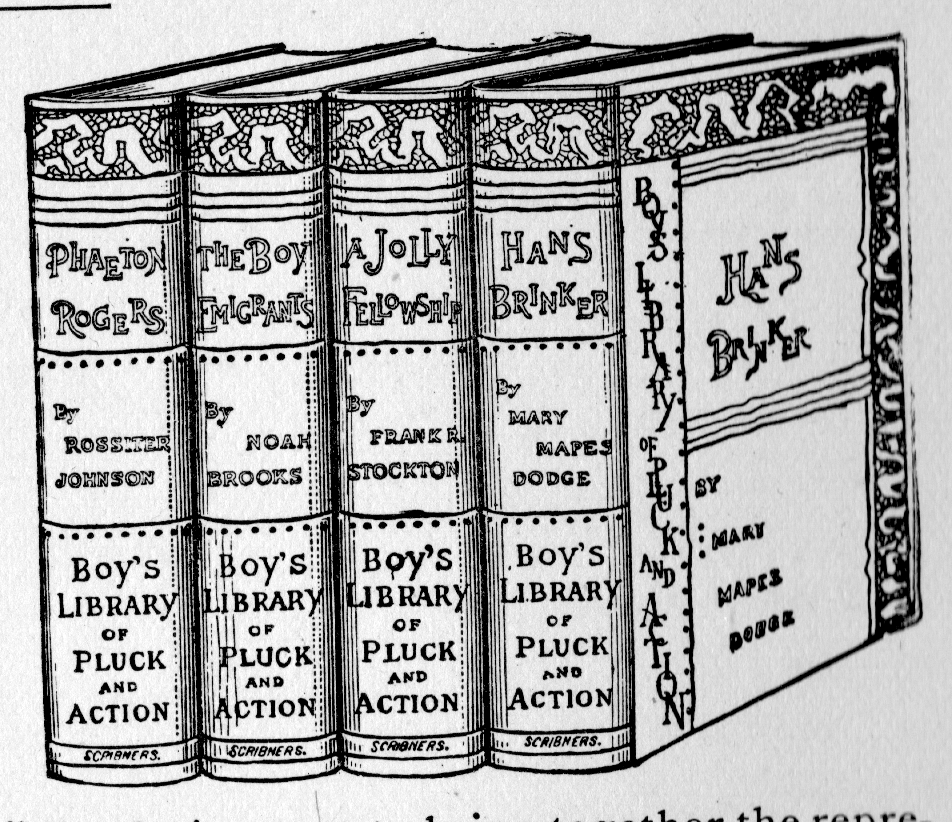 PHAETON
ROGERS
By
ROSSITER
JOHNSON
BOY'S
LIBRARY
OF
PLUCK
AND
ACTION
SCRIBNERS.
THE BOY
EMIGRANTS
By
NOAH
BROOKS
BOY'S
LIBRARY
OF
PLUCK
AND
ACTION
SCRIBNERS.
A JOLLY
FELLOWSHIP
By
FRANK R.
STOCKTON
BOY'S
LIBRARY
OF
PLUCK
AND
ACTION
SCRIBNERS.
HANS
BRINKER
By
MARY
MAPES
DODGE
BOY'S
LIBRARY
OF
PLUCK
AND
ACTION
SCRIBNERS.
BOYS LIBRARY OF PLUCK AND ACTION
HANS
BRINKER
BY
MARY
MAPES
DODGE
together the repre-